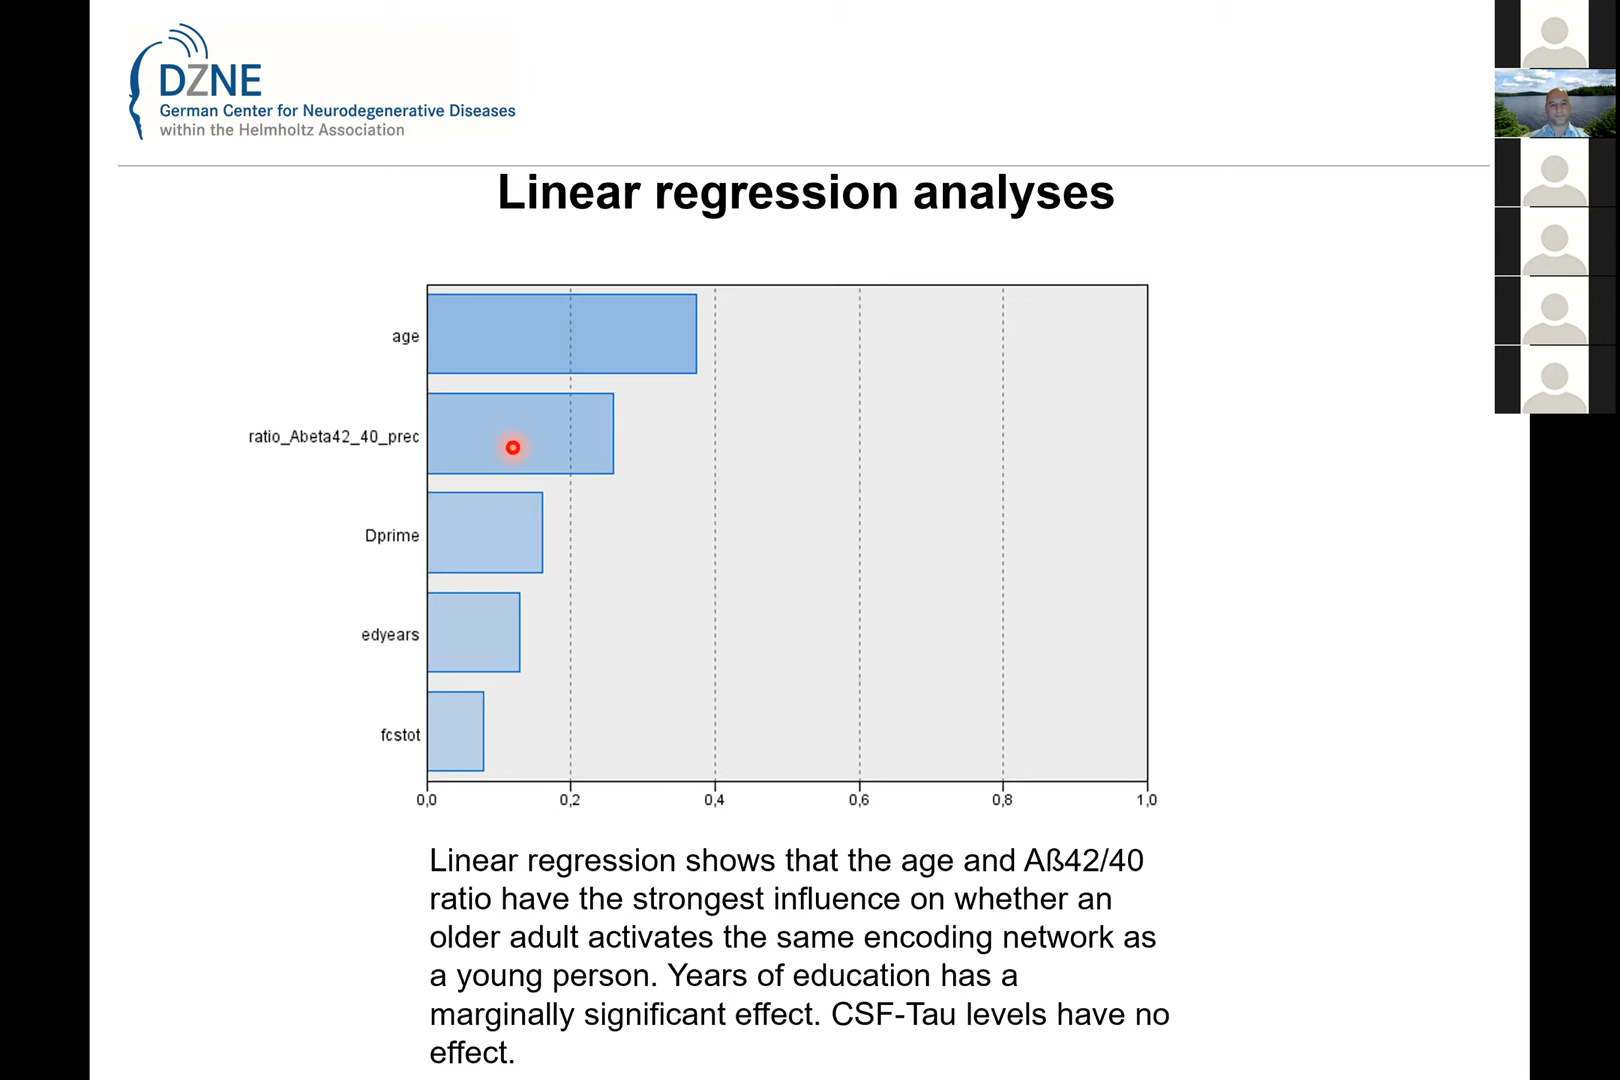 DZNE
German Center for Neurodegenerative Diseases
within the Helmholtz Association
Linear regression analyses
age
ratio_Abeta42_40_prec
Dprime
edyears
fcstot
0,0 0,2 0,4 0,6 0,8 1,0
Linear regression shows that the age and Aß42/40
ratio have the strongest influence on whether an
older adult activates the same encoding network as
a young person. Years of education has a
marginally significant effect. CSF-Tau levels have no
effect.